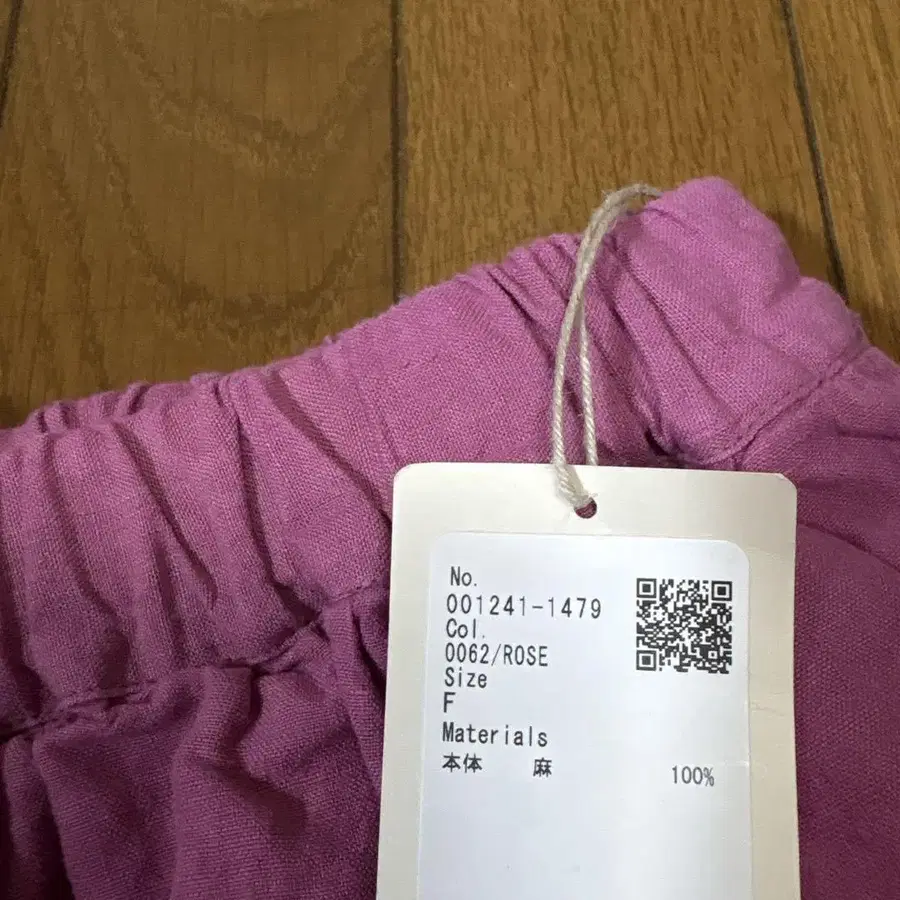 No.
001241-1479
Col.
0062/ROSE
Size
F
Materials
本体 麻 100%